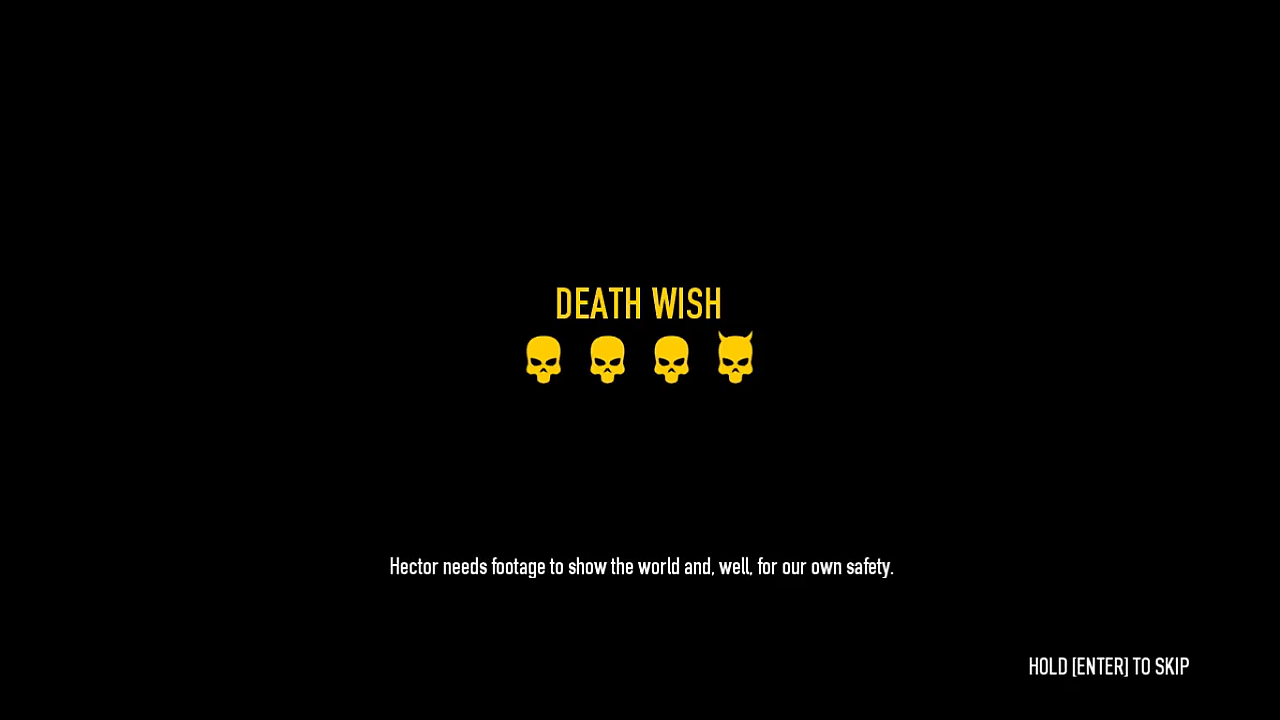 DEATH WISH
Hector needs footage to show the world and, well, for our own safety.
HOLD [ENTER] TO SKIP